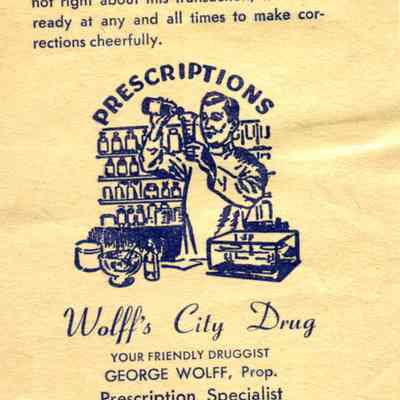 not right about this transaction,
ready at any and all times to make cor-
rections cheerfully.
PRESCRIPTIONS
Wolff's City Drug
YOUR FRIENDLY DRUGGIST
GEORGE WOLFF, Prop.
Prescription Specialist